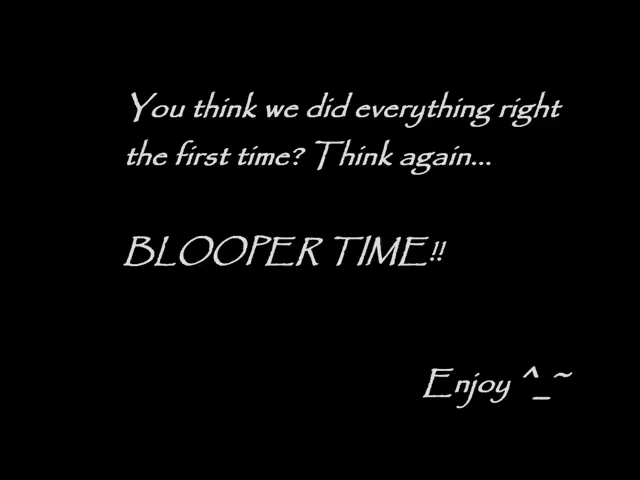 You think we did everything right
the first time? Think again...
BLOOPER TIME!!
Enjoy ^_~